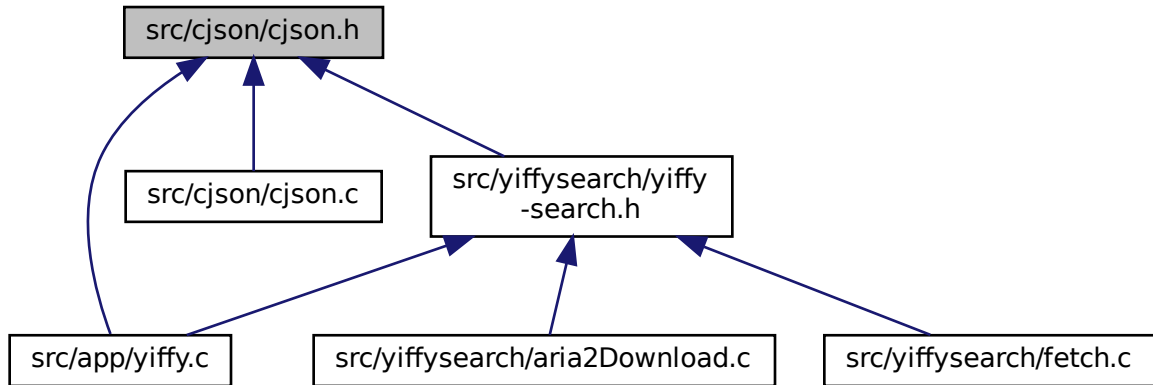 src/cjson/cjson.h
src/cjson/cjson.c
src/yiffysearch/yiffy
-search.h
src/app/yiffy.c
src/yiffysearch/aria2Download.c
src/yiffysearch/fetch.c